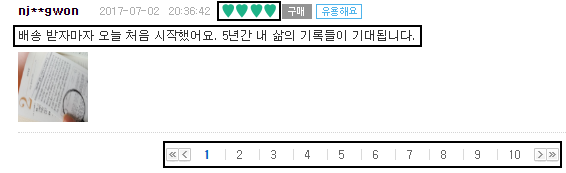 nj**gwon 2017-07-02 20:36:42 ♥♥♥♥ 구매 유용해요
배송 받자마자 오늘 처음 시작했어요. 5년간 내 삶의 기록들이 기대됩니다.
« < 1 2 3 4 5 6 7 8 9 10 > »